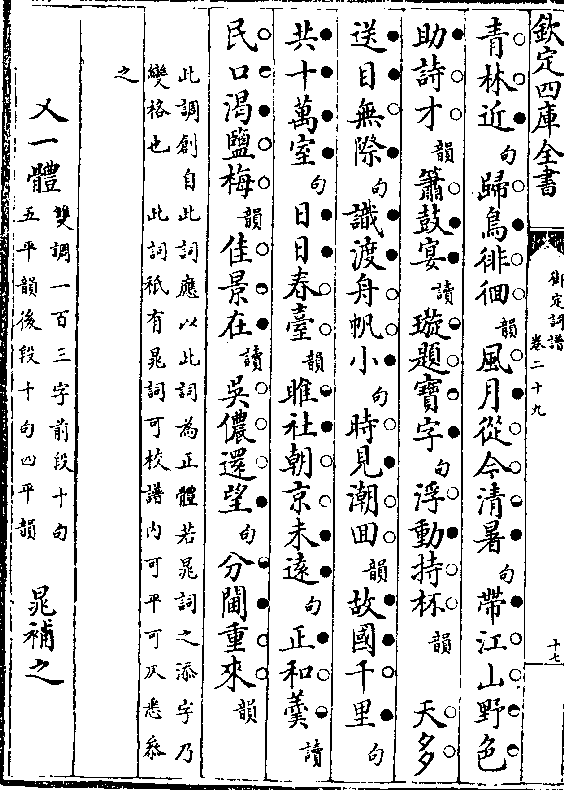 欽定四庫全書
御定詞譜
卷二十九
十七
青林近句歸鳥徘徊韻風月從今清暑句帶江山野色
助詩才韻簫鼓宴讀璇題寶字句浮動持杯韻 天多
送目無際句識渡舟帆小句時見潮回韻故國千里句
共十萬室句日日春臺韻睢社朝京未遠句正和羹讀
民口渴鹽梅韻佳景在讀吳儂還望句分閫重來韻
此調創自此詞應以此詞為正體若晁詞之添字乃
變格也 此詞祇有晁詞可校譜內可平可仄悉叅
之
又一體雙調一百三字前段十句五平韻後段十句四平韻 晁補之